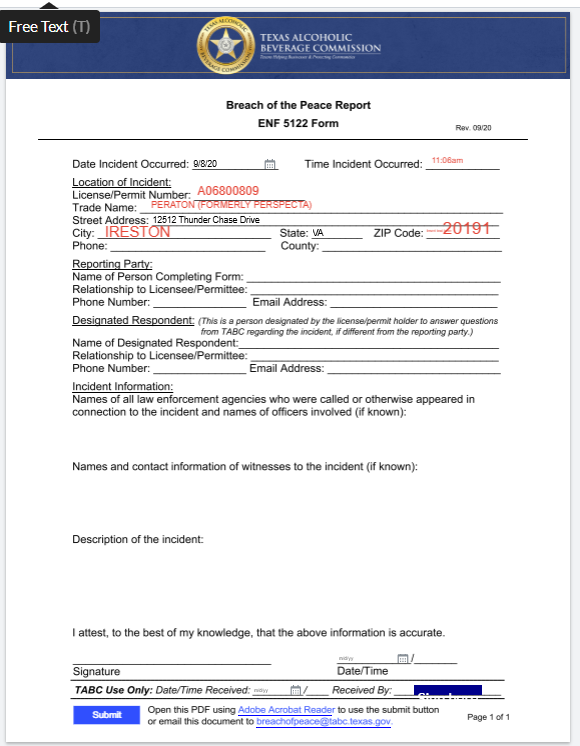 Free Text (T)
TEXAS ALCOHOLIC
BEVERAGE COMMISSION
Texans Helping Businesses & Protecting Communities
Breach of the Peace Report
ENF 5122 Form
Rev. 09/20
Date Incident Occurred: 9/8/20 Time Incident Occurred: 11:06am
Location of Incident:
License/Permit Number: A06800809
Trade Name: PERATON (FORMERLY PERSPECTA)
Street Address: 12512 Thunder Chase Drive
City: IRESTON State: VA ZIP Code: 20191
Phone: County:
Reporting Party:
Name of Person Completing Form:
Relationship to Licensee/Permittee:
Phone Number: Email Address:
Designated Respondent: (This is a person designated by the license/permit holder to answer questions
from TABC regarding the incident, if different from the reporting party.)
Name of Designated Respondent:
Relationship to Licensee/Permittee:
Phone Number: Email Address:
Incident Information:
Names of all law enforcement agencies who were called or otherwise appeared in
connection to the incident and names of officers involved (if known):
Names and contact information of witnesses to the incident (if known):
Description of the incident:
I attest, to the best of my knowledge, that the above information is accurate.
Signature Date/Time
TABC Use Only: Date/Time Received: / Received By:
Submit
Open this PDF using Adobe Acrobat Reader to use the submit button
or email this document to breachofpeace@tabc.texas.gov.
Page 1 of 1